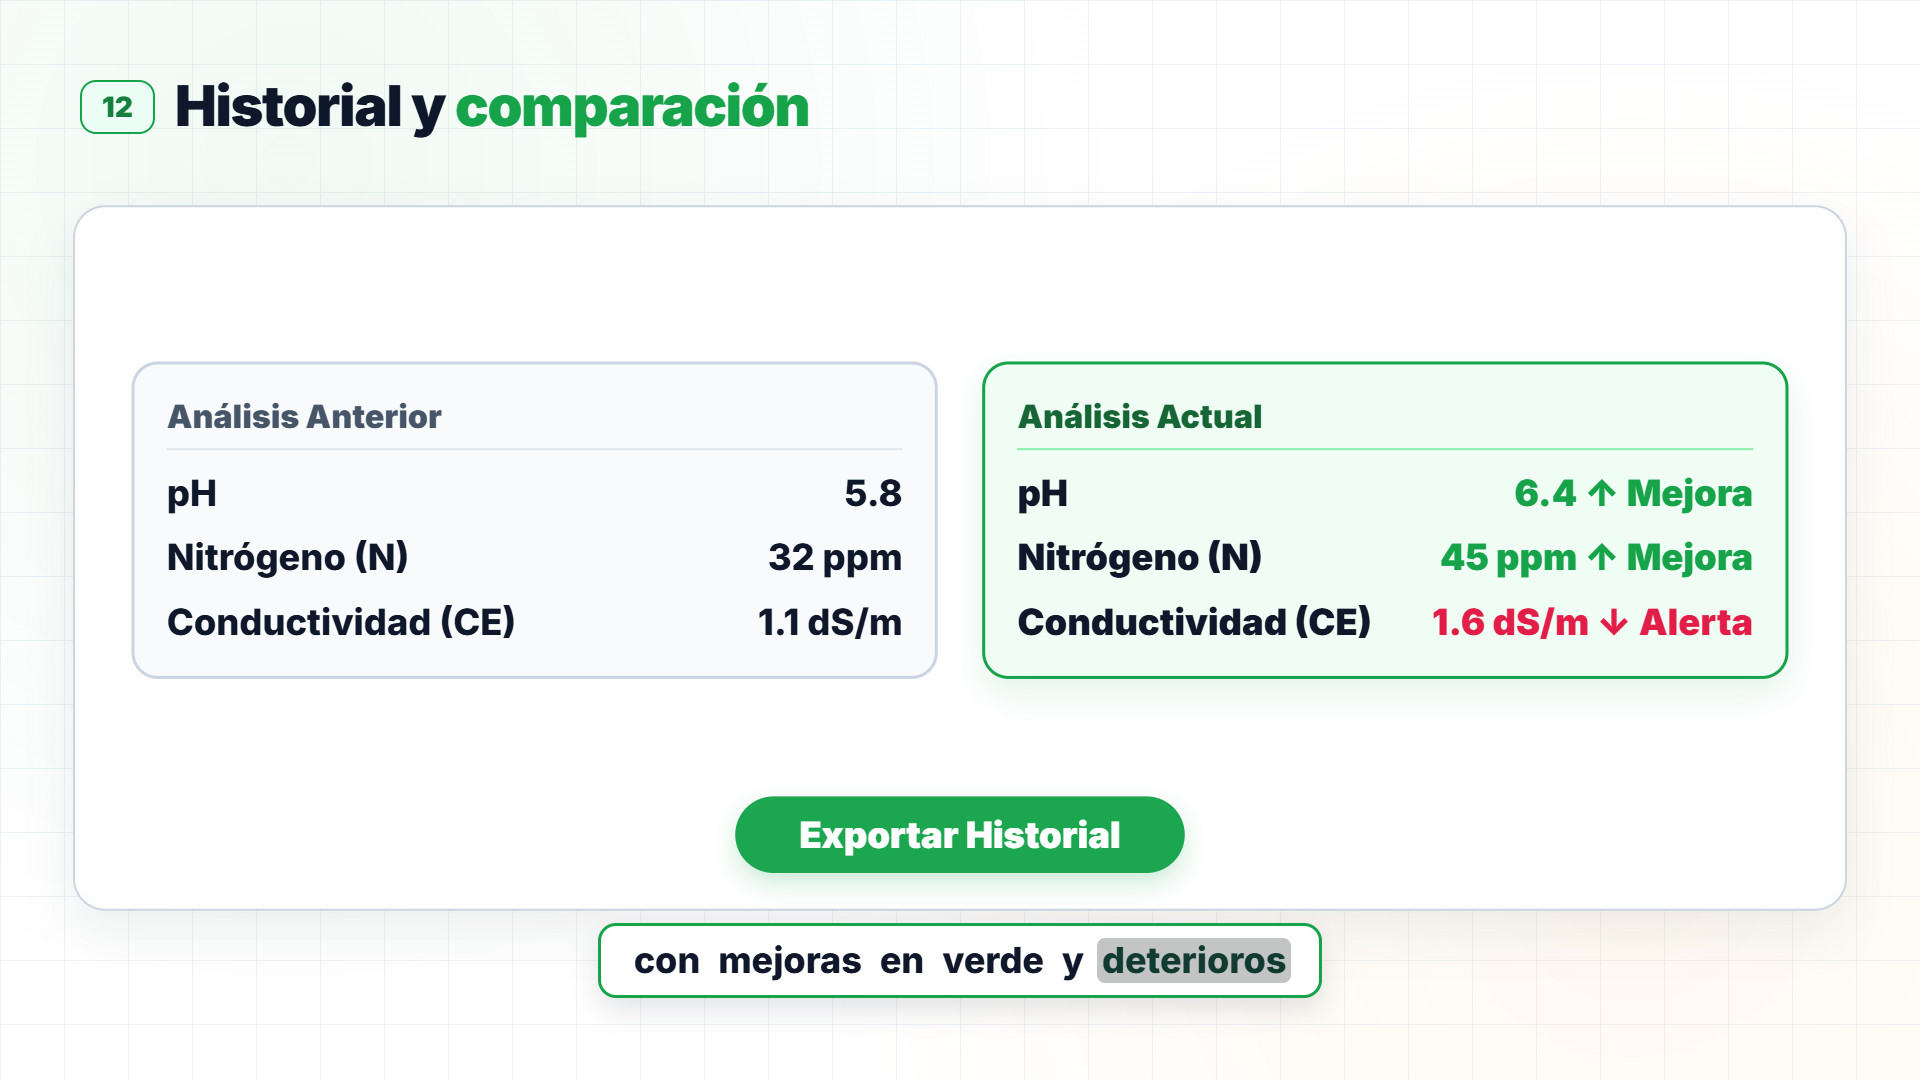 12
Historial y comparación
Análisis Anterior
pH 5.8
Nitrógeno (N) 32 ppm
Conductividad (CE) 1.1 dS/m
Análisis Actual
pH 6.4 ↑ Mejora
Nitrógeno (N) 45 ppm ↑ Mejora
Conductividad (CE) 1.6 dS/m ↓ Alerta
Exportar Historial
con mejoras en verde y deterioros